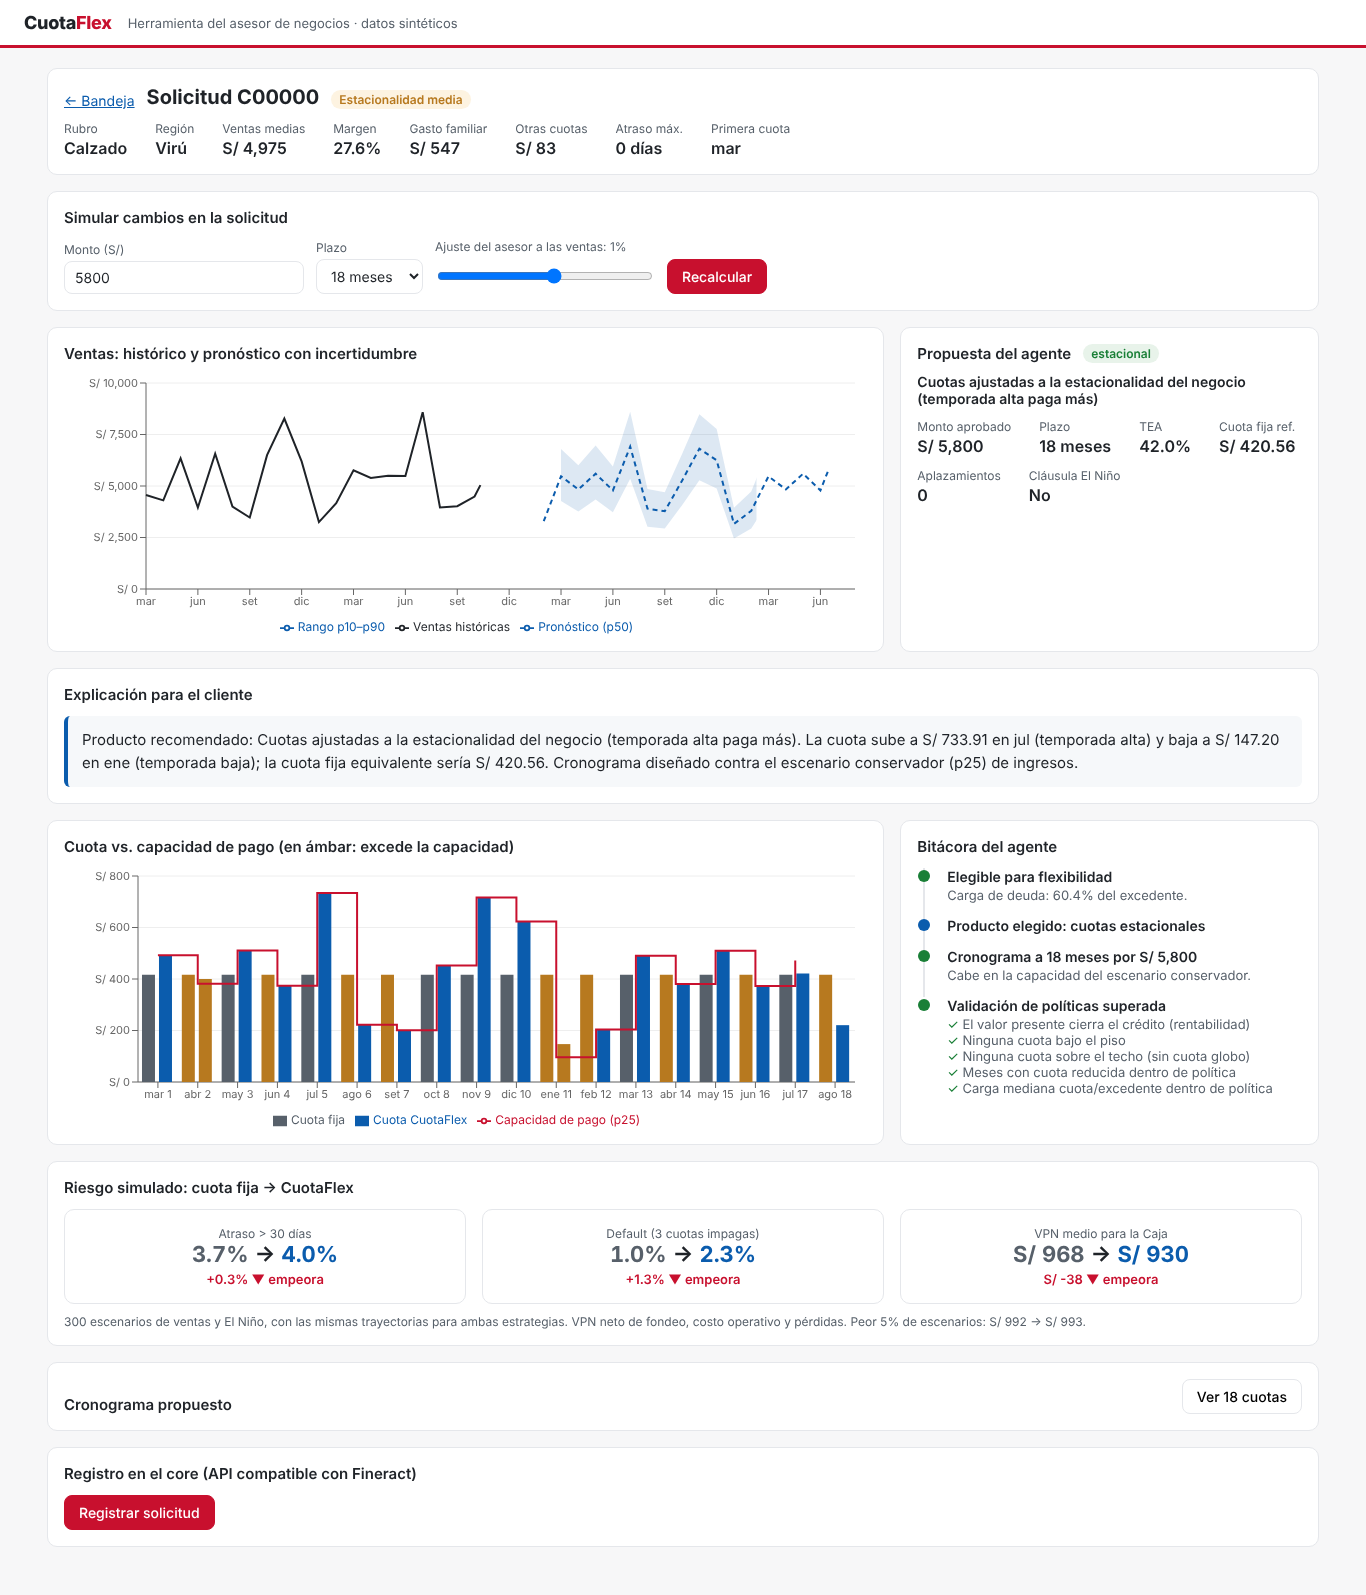 CuotaFlex Herramienta del asesor de negocios · datos sintéticos
← Bandeja Solicitud C00000 Estacionalidad media
Rubro Región Ventas medias Margen Gasto familiar Otras cuotas Atraso máx. Primera cuota
Calzado Virú S/ 4,975 27.6% S/ 547 S/ 83 0 días mar
Simular cambios en la solicitud
Monto (S/) Plazo Ajuste del asesor a las ventas: 1%
5800 18 meses Recalcular
Ventas: histórico y pronóstico con incertidumbre
S/ 10,000
S/ 7,500
S/ 5,000
S/ 2,500
S/ 0
mar jun set dic mar jun set dic mar jun set dic mar jun
Rango p10–p90 Ventas históricas Pronóstico (p50)
Propuesta del agente estacional
Cuotas ajustadas a la estacionalidad del negocio
(temporada alta paga más)
Monto aprobado Plazo TEA Cuota fija ref.
S/ 5,800 18 meses 42.0% S/ 420.56
Aplazamientos Cláusula El Niño
0 No
Explicación para el cliente
Producto recomendado: Cuotas ajustadas a la estacionalidad del negocio (temporada alta paga más). La cuota sube a S/ 733.91 en jul (temporada alta) y baja a S/ 147.20
en ene (temporada baja); la cuota fija equivalente sería S/ 420.56. Cronograma diseñado contra el escenario conservador (p25) de ingresos.
Cuota vs. capacidad de pago (en ámbar: excede la capacidad)
S/ 800
S/ 600
S/ 400
S/ 200
S/ 0
mar 1 abr 2 may 3 jun 4 jul 5 ago 6 set 7 oct 8 nov 9 dic 10 ene 11 feb 12 mar 13 abr 14 may 15 jun 16 jul 17 ago 18
Cuota fija Cuota CuotaFlex Capacidad de pago (p25)
Bitácora del agente
Elegible para flexibilidad
Carga de deuda: 60.4% del excedente.
Producto elegido: cuotas estacionales
Cronograma a 18 meses por S/ 5,800
Cabe en la capacidad del escenario conservador.
Validación de políticas superada
✓ El valor presente cierra el crédito (rentabilidad)
✓ Ninguna cuota bajo el piso
✓ Ninguna cuota sobre el techo (sin cuota globo)
✓ Meses con cuota reducida dentro de política
✓ Carga mediana cuota/excedente dentro de política
Riesgo simulado: cuota fija → CuotaFlex
Atraso > 30 días
3.7% → 4.0%
+0.3% ▼ empeora
Default (3 cuotas impagas)
1.0% → 2.3%
+1.3% ▼ empeora
VPN medio para la Caja
S/ 968 → S/ 930
S/ -38 ▼ empeora
300 escenarios de ventas y El Niño, con las mismas trayectorias para ambas estrategias. VPN neto de fondeo, costo operativo y pérdidas. Peor 5% de escenarios: S/ 992 → S/ 993.
Cronograma propuesto Ver 18 cuotas
Registro en el core (API compatible con Fineract)
Registrar solicitud